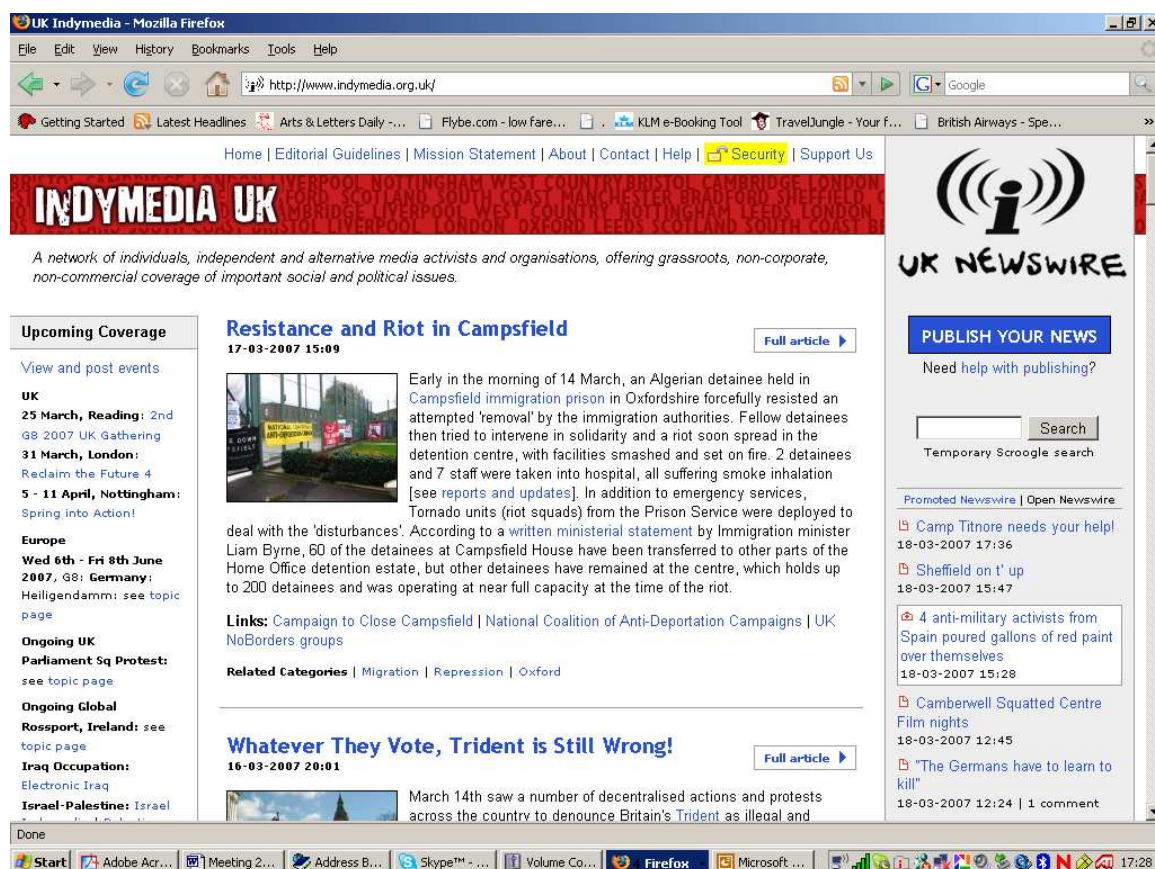 UK Indymedia - Mozilla Firefox
File Edit View History Bookmarks Tools Help
http://www.indymedia.org.uk/
Google
Getting Started Latest Headlines Arts & Letters Daily -... Flybe.com - low fare... . KLM e-Booking Tool TravelJungle - Your f... British Airways - Spe... »
Home | Editorial Guidelines | Mission Statement | About | Contact | Help | Security | Support Us
INDYMEDIA UK
A network of individuals, independent and alternative media activists and organisations, offering grassroots, non-corporate,
non-commercial coverage of important social and political issues.
Upcoming Coverage
View and post events
UK
25 March, Reading: 2nd
G8 2007 UK Gathering
31 March, London:
Reclaim the Future 4
5 - 11 April, Nottingham:
Spring into Action!
Europe
Wed 6th - Fri 8th June
2007, G8: Germany:
Heiligendamm: see topic
page
Ongoing UK
Parliament Sq Protest:
see topic page
Ongoing Global
Rossport, Ireland: see
topic page
Iraq Occupation:
Electronic Iraq
Israel-Palestine: Israel
Resistance and Riot in Campsfield
17-03-2007 15:09
Full article
Early in the morning of 14 March, an Algerian detainee held in
Campsfield immigration prison in Oxfordshire forcefully resisted an
attempted 'removal' by the immigration authorities. Fellow detainees
then tried to intervene in solidarity and a riot soon spread in the
detention centre, with facilities smashed and set on fire. 2 detainees
and 7 staff were taken into hospital, all suffering smoke inhalation
[see reports and updates]. In addition to emergency services,
Tornado units (riot squads) from the Prison Service were deployed to
deal with the 'disturbances'. According to a written ministerial statement by Immigration minister
Liam Byrne, 60 of the detainees at Campsfield House have been transferred to other parts of the
Home Office detention estate, but other detainees have remained at the centre, which holds up
to 200 detainees and was operating at near full capacity at the time of the riot.
Links: Campaign to Close Campsfield | National Coalition of Anti-Deportation Campaigns | UK
NoBorders groups
Related Categories | Migration | Repression | Oxford
Whatever They Vote, Trident is Still Wrong!
16-03-2007 20:01
Full article
March 14th saw a number of decentralised actions and protests
across the country to denounce Britain's Trident as illegal and
UK NEWSWIRE
PUBLISH YOUR NEWS
Need help with publishing?
Search
Temporary Scroogle search
Promoted Newswire | Open Newswire
Camp Titnore needs your help!
18-03-2007 17:36
Sheffield on t' up
18-03-2007 15:47
4 anti-military activists from
Spain poured gallons of red paint
over themselves
18-03-2007 15:28
Camberwell Squatted Centre
Film nights
18-03-2007 12:45
"The Germans have to learn to
kill"
18-03-2007 12:24 | 1 comment
Done
Start Adobe Acr... Meeting 2... Address B... Skype™ - ... Volume Co... Firefox Microsoft ... 17:28